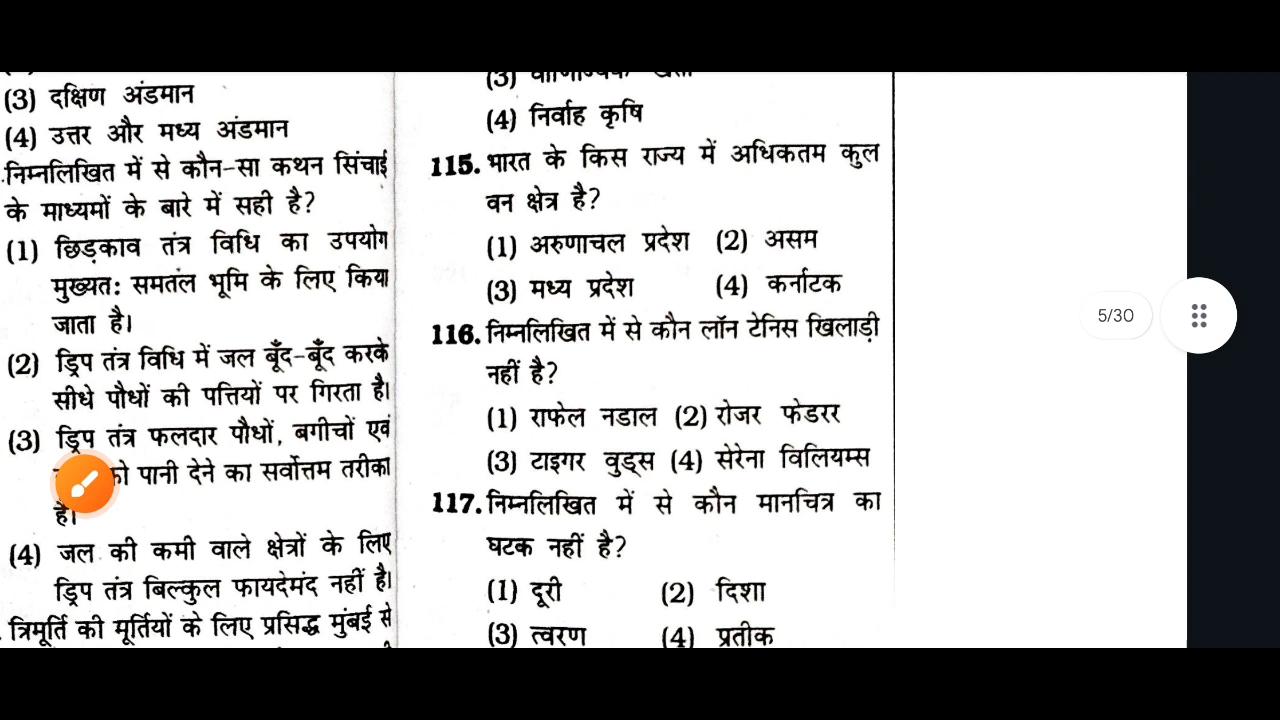 (3) दक्षिण अंडमान
(4) उत्तर और मध्य अंडमान
निम्नलिखित में से कौन-सा कथन सिंचाई
के माध्यमों के बारे में सही है?
(1) छिड़काव तंत्र विधि का उपयोग
मुख्यतः समतल भूमि के लिए किया
जाता है।
(2) ड्रिप तंत्र विधि में जल बूँद-बूँद करके
सीधे पौधों की पत्तियों पर गिरता है।
(3) ड्रिप तंत्र फलदार पौधों, बगीचों एवं
को पानी देने का सर्वोत्तम तरीका
है।
(4) जल की कमी वाले क्षेत्रों के लिए
ड्रिप तंत्र बिल्कुल फायदेमंद नहीं है।
त्रिमूर्ति की मूर्तियों के लिए प्रसिद्ध मुंबई से
(3)
(4) निर्वाह कृषि
115. भारत के किस राज्य में अधिकतम कुल
वन क्षेत्र है?
(1) अरुणाचल प्रदेश (2) असम
(3) मध्य प्रदेश (4) कर्नाटक
116. निम्नलिखित में से कौन लॉन टेनिस खिलाड़ी
नहीं है?
(1) राफेल नडाल (2) रोजर फेडरर
(3) टाइगर वुड्स (4) सेरेना विलियम्स
117. निम्नलिखित में से कौन मानचित्र का
घटक नहीं है?
(1) दूरी (2) दिशा
(3) त्वरण (4) प्रतीक
5/30